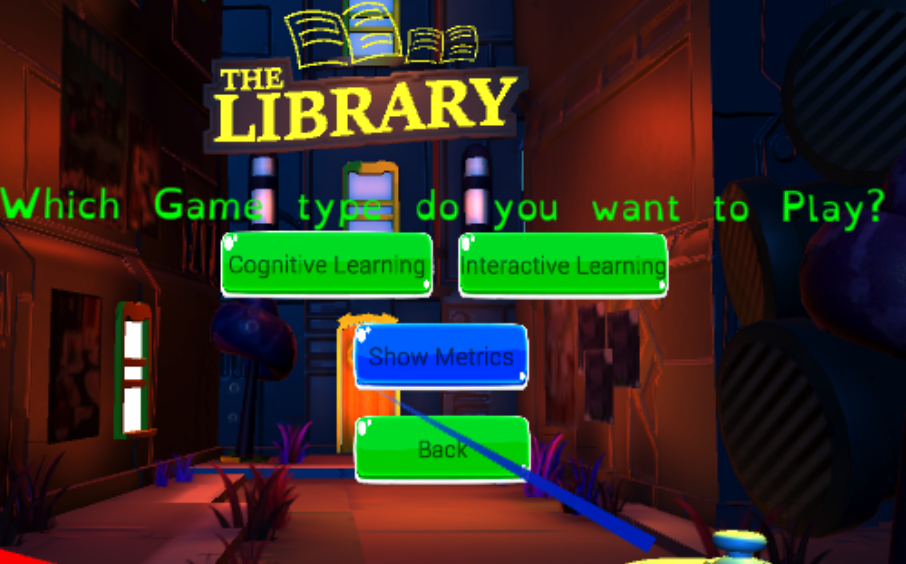 THE
LIBRARY
Which Game type do you want to Play?
Cognitive Learning
Interactive Learning
Show Metrics
Back